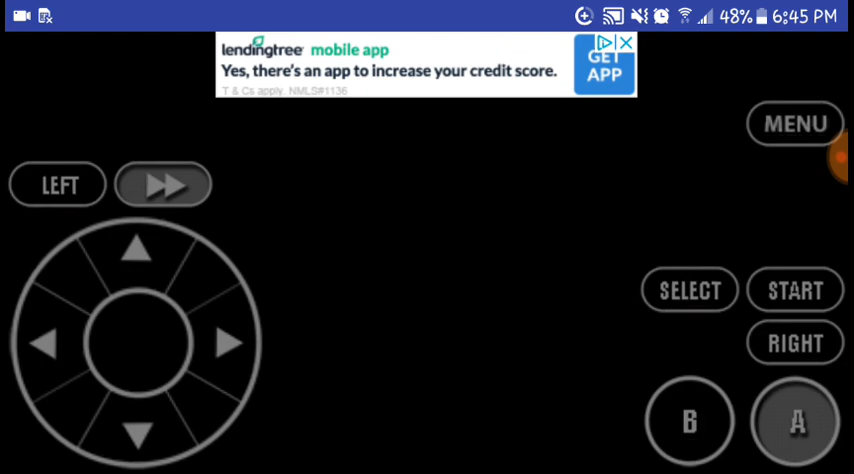 48% 6:45 PM
lendingtree mobile app
Yes, there's an app to increase your credit score.
T & Cs apply. NMLS#1136
GET
APP
MENU
LEFT
SELECT
START
RIGHT
B
A